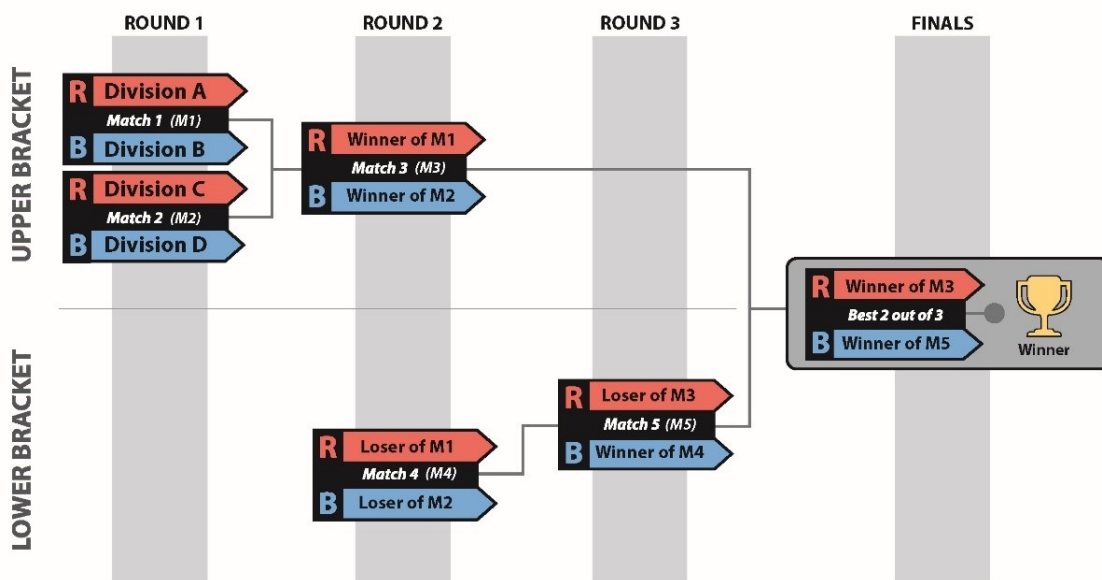 ROUND 1
ROUND 2
ROUND 3
FINALS
UPPER BRACKET
R Division A
Match 1 (M1)
B Division B
R Division C
Match 2 (M2)
B Division D
R Winner of M1
Match 3 (M3)
B Winner of M2
R Winner of M3
Best 2 out of 3
B Winner of M5
Winner
LOWER BRACKET
R Loser of M1
Match 4 (M4)
B Loser of M2
R Loser of M3
Match 5 (M5)
B Winner of M4